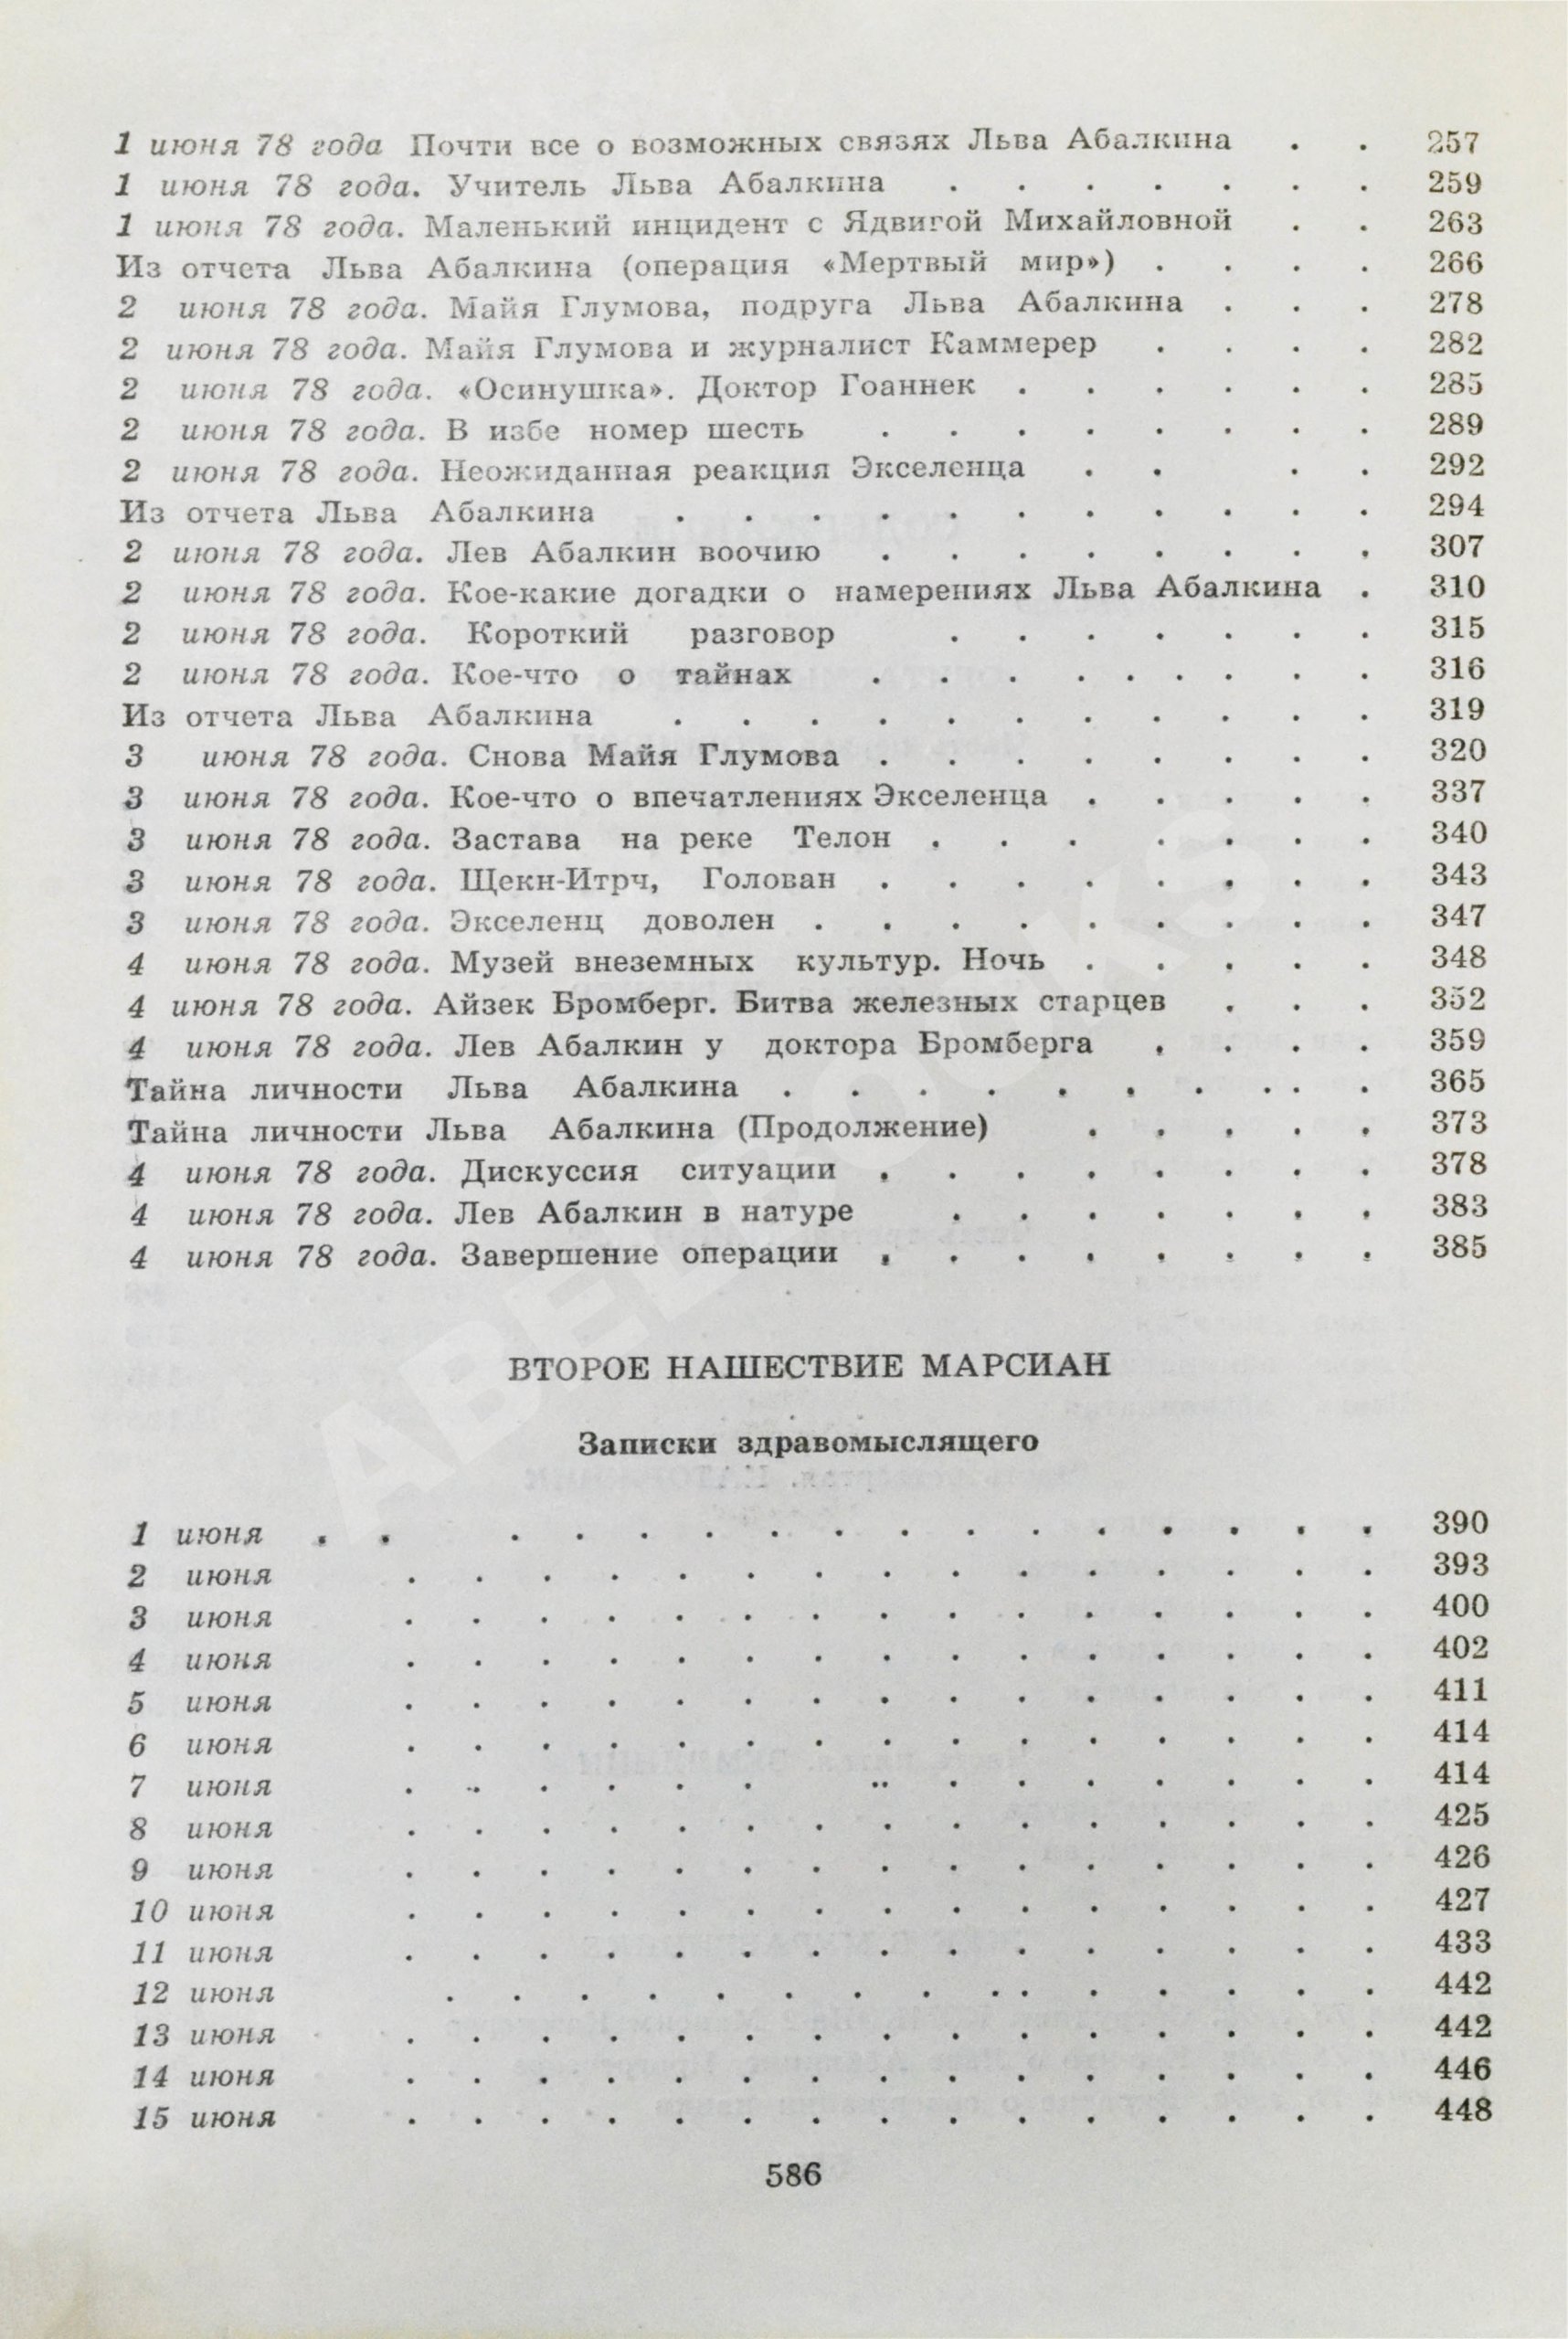 1 июня 78 года Почти все о возможных связях Льва Абалкина . . 257
1 июня 78 года. Учитель Льва Абалкина . . . . . . . 259
1 июня 78 года. Маленький инцидент с Ядвигой Михайловной . . 263
Из отчета Льва Абалкина (операция «Мертвый мир») . . . . 266
2 июня 78 года. Майя Глумова, подруга Льва Абалкина . . . 278
2 июня 78 года. Майя Глумова и журналист Каммерер . . . . 282
2 июня 78 года. «Осинушка». Доктор Гоаннек . . . . . . 285
2 июня 78 года. В избе номер шесть . . . . . . . . 289
2 июня 78 года. Неожиданная реакция Экселенца . . . . 292
Из отчета Льва Абалкина . . . . . . . . . . . 294
2 июня 78 года. Лев Абалкин воочию . . . . . . . . 307
2 июня 78 года. Кое-какие догадки о намерениях Льва Абалкина . 310
2 июня 78 года. Короткий разговор . . . . . . . 315
2 июня 78 года. Кое-что о тайнах . . . . . . . . . 316
Из отчета Льва Абалкина . . . . . . . . . . . 319
3 июня 78 года. Снова Майя Глумова . . . . . . . . 320
3 июня 78 года. Кое-что о впечатлениях Экселенца . . . . . 337
3 июня 78 года. Застава на реке Телон . . . . . . . 340
3 июня 78 года. Щекн-Итрч, Голован . . . . . . . . 343
3 июня 78 года. Экселенц доволен . . . . . . . . . 347
4 июня 78 года. Музей внеземных культур. Ночь . . . . . 348
4 июня 78 года. Айзек Бромберг. Битва железных старцев . . . 352
4 июня 78 года. Лев Абалкин у доктора Бромберга . . . . 359
Тайна личности Льва Абалкина . . . . . . . . . . 365
Тайна личности Льва Абалкина (Продолжение) . . . . . 373
4 июня 78 года. Дискуссия ситуации . . . . . . . . 378
4 июня 78 года. Лев Абалкин в натуре . . . . . . . 383
4 июня 78 года. Завершение операции . . . . . . . . 385
ВТОРОЕ НАШЕСТВИЕ МАРСИАН
Записки здравомыслящего
1 июня . . . . . . . . . . . . . . . . 390
2 июня . . . . . . . . . . . . . . . 393
3 июня . . . . . . . . . . . . . . . 400
4 июня . . . . . . . . . . . . . . . 402
5 июня . . . . . . . . . . . . . . . 411
6 июня . . . . . . . . . . . . . . . 414
7 июня . . . . . . . . . . . . . . . 414
8 июня . . . . . . . . . . . . . . . 425
9 июня . . . . . . . . . . . . . . . 426
10 июня . . . . . . . . . . . . . . . 427
11 июня . . . . . . . . . . . . . . . 433
12 июня . . . . . . . . . . . . . . . 442
13 июня . . . . . . . . . . . . . . . 442
14 июня . . . . . . . . . . . . . . . 446
15 июня . . . . . . . . . . . . . . . 448
586